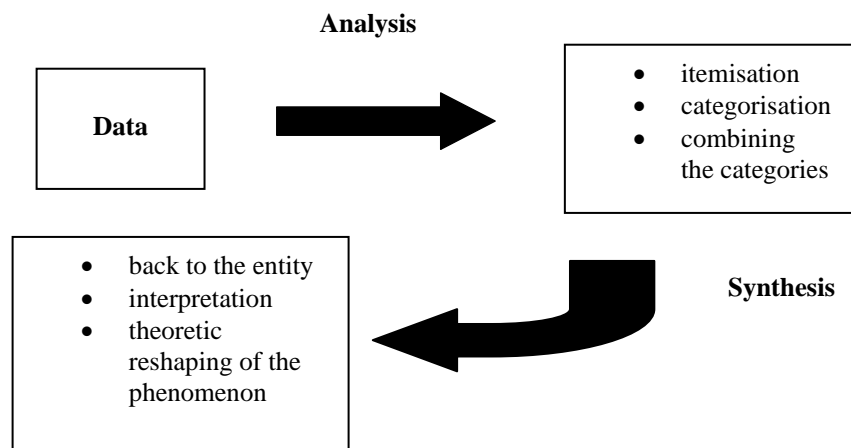 Analysis
Data
• itemisation
• categorisation
• combining
the categories
Synthesis
• back to the entity
• interpretation
• theoretic
reshaping of the
phenomenon